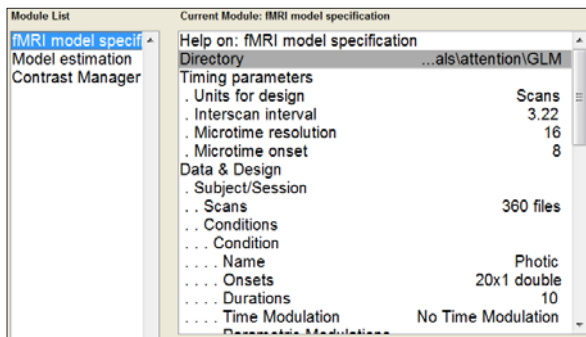 Module List
Current Module: fMRI model specification
fMRI model specif
Model estimation
Contrast Manager
Help on: fMRI model specification
Directory ...als\attention\GLM
Timing parameters
. Units for design Scans
. Interscan interval 3.22
. Microtime resolution 16
. Microtime onset 8
Data & Design
. Subject/Session
. . Scans 360 files
. . Conditions
. . . Condition
. . . . Name Photic
. . . . Onsets 20x1 double
. . . . Durations 10
. . . . Time Modulation No Time Modulation
. . . . Parametric Modulations